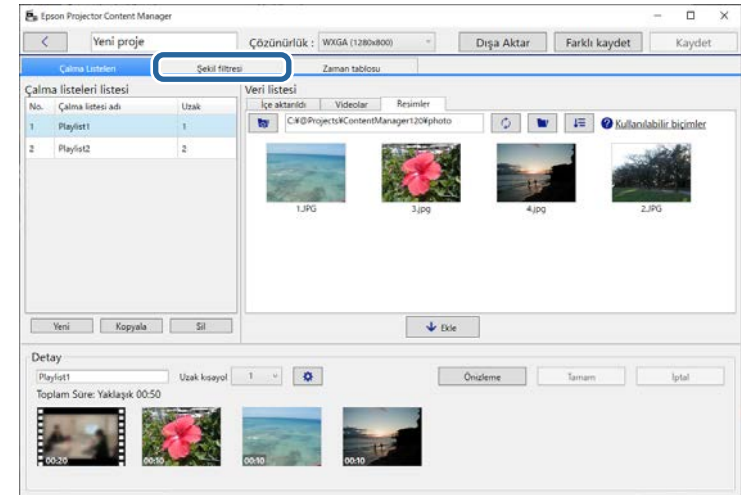 Epson Projector Content Manager
Yeni proje
Çözünürlük : WXGA (1280x800)
Dışa Aktar
Farklı kaydet
Kaydet
Çalma Listeleri
Şekil filtresi
Zaman tablosu
Çalma listeleri listesi
No. Çalma listesi adı Uzak
1 Playlist1 1
2 Playlist2 2
Yeni
Kopyala
Sil
Veri listesi
İçe aktarıldı
Videolar
Resimler
C:¥@Projects¥ContentManager120¥photo
Kullanılabilir biçimler
1.JPG
3.jpg
4.jpg
2.JPG
Ekle
Detay
Playlist1
Uzak kısayol 1
Önizleme
Tamam
İptal
Toplam Süre: Yaklaşık 00:50
00:20
00:10
00:10
00:10